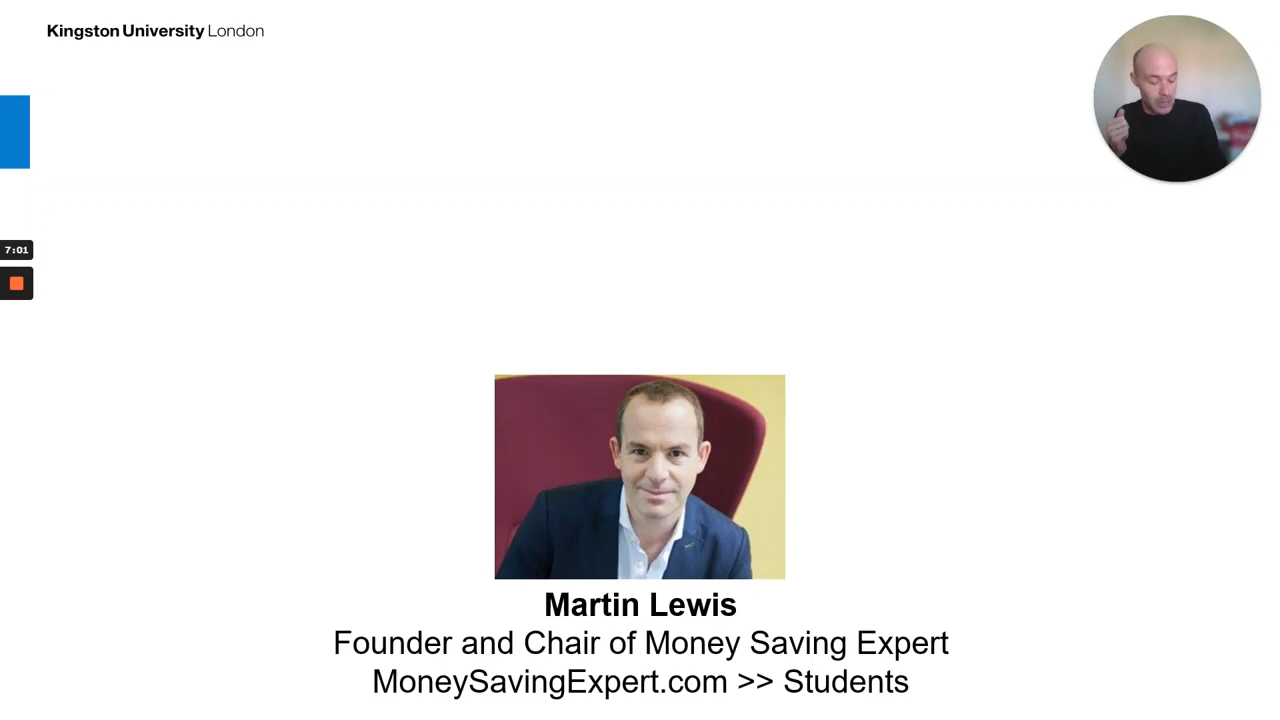 Kingston University London
7:01
Martin Lewis
Founder and Chair of Money Saving Expert
MoneySavingExpert.com >> Students